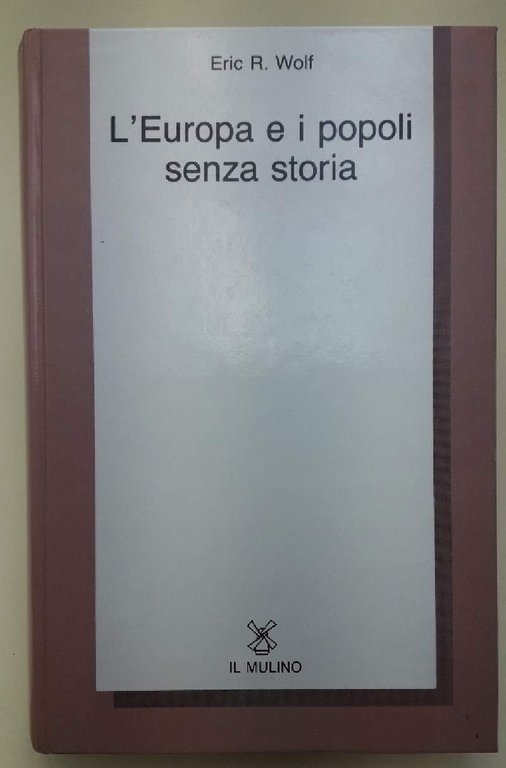 Eric R. Wolf
L'Europa e i popoli
senza storia
IL MULINO